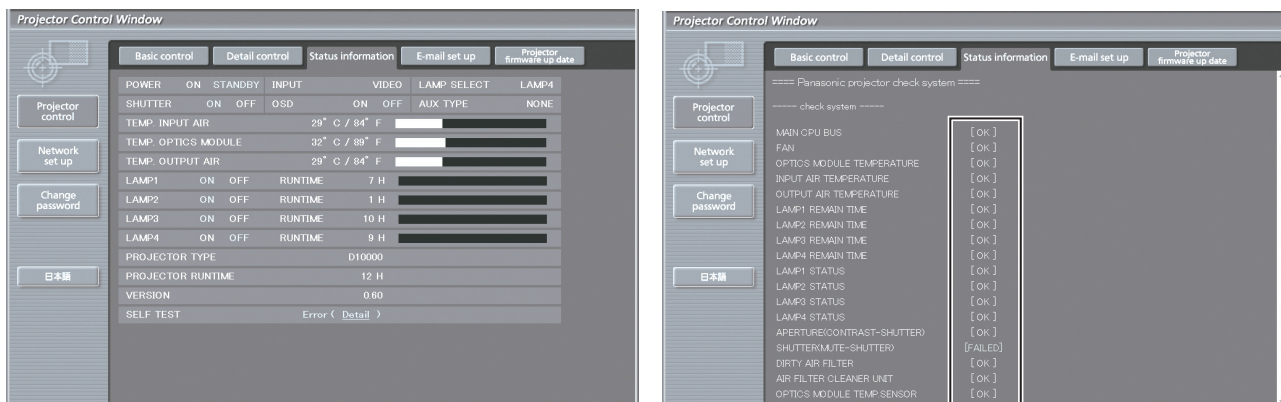 Projector Control Window
Basic control Detail control Status information E-mail set up Projector firmware up date
Projector control
Network set up
Change password
日本語
POWER ON STANDBY INPUT VIDEO LAMP SELECT LAMP4
SHUTTER ON OFF OSD ON OFF AUX TYPE NONE
TEMP. INPUT AIR 29° C / 84° F
TEMP. OPTICS MODULE 32° C / 89° F
TEMP. OUTPUT AIR 29° C / 84° F
LAMP1 ON OFF RUNTIME 7 H
LAMP2 ON OFF RUNTIME 1 H
LAMP3 ON OFF RUNTIME 10 H
LAMP4 ON OFF RUNTIME 9 H
PROJECTOR TYPE D10000
PROJECTOR RUNTIME 12 H
VERSION 0.60
SELF TEST Error ( Detail )
Projector Control Window
Basic control Detail control Status information E-mail set up Projector firmware up date
Projector control
Network set up
Change password
日本語
==== Panasonic projector check system ====
----- check system -----
MAIN CPU BUS [ OK ]
FAN [ OK ]
OPTICS MODULE TEMPERATURE [ OK ]
INPUT AIR TEMPERATURE [ OK ]
OUTPUT AIR TEMPERATURE [ OK ]
LAMP1 REMAIN TIME [ OK ]
LAMP2 REMAIN TIME [ OK ]
LAMP3 REMAIN TIME [ OK ]
LAMP4 REMAIN TIME [ OK ]
LAMP1 STATUS [ OK ]
LAMP2 STATUS [ OK ]
LAMP3 STATUS [ OK ]
LAMP4 STATUS [ OK ]
APERTURE(CONTRAST-SHUTTER) [ OK ]
SHUTTER(MUTE-SHUTTER) [FAILED]
DIRTY AIR FILTER [ OK ]
AIR FILTER CLEANER UNIT [ OK ]
OPTICS MODULE TEMP.SENSOR [ OK ]